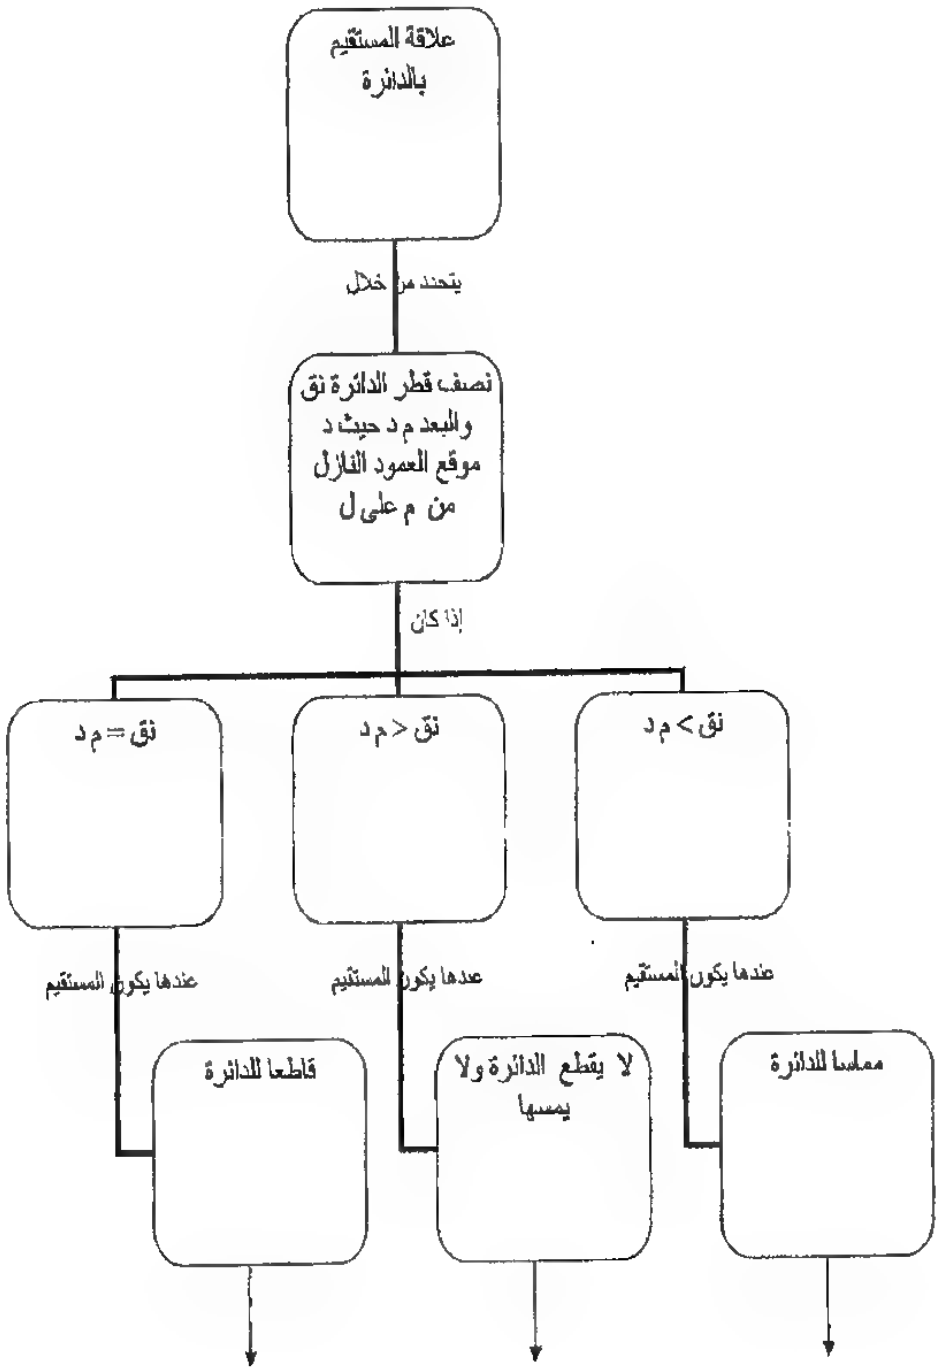 علاقة المستقيم
بالدائرة
يتحدد من خلال
نصف قطر الدائرة نق
والبعد م د حيث د
موقع العمود النازل
من م على ل
إذا كان
نق < م د
نق > م د
نق = م د
عندها يكون المستقيم
عندها يكون المستقيم
عندها يكون المستقيم
مماسا للدائرة
لا يقطع الدائرة ولا
يمسها
قاطعا للدائرة